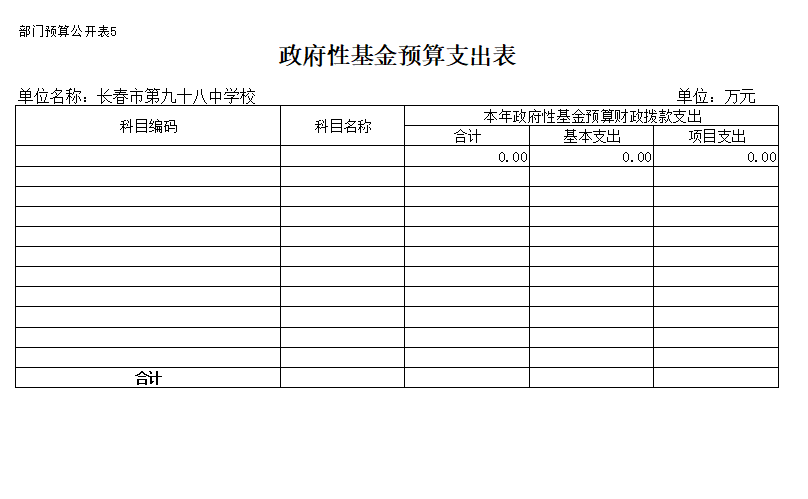 部门预算公开表5
政府性基金预算支出表
单位名称：长春市第九十八中学校 单位：万元
科目编码 科目名称 本年政府性基金预算财政拨款支出
合计 基本支出 项目支出
0.00 0.00 0.00
合计